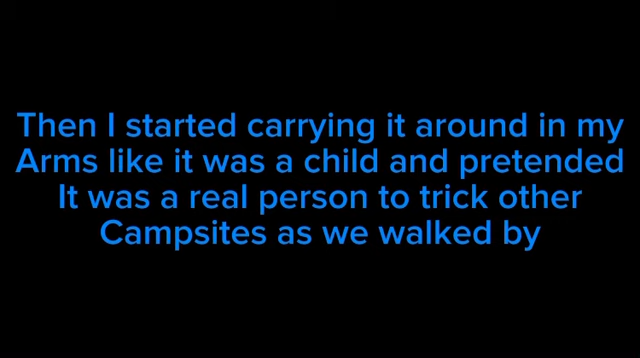 Then I started carrying it around in my
Arms like it was a child and pretended
It was a real person to trick other
Campsites as we walked by